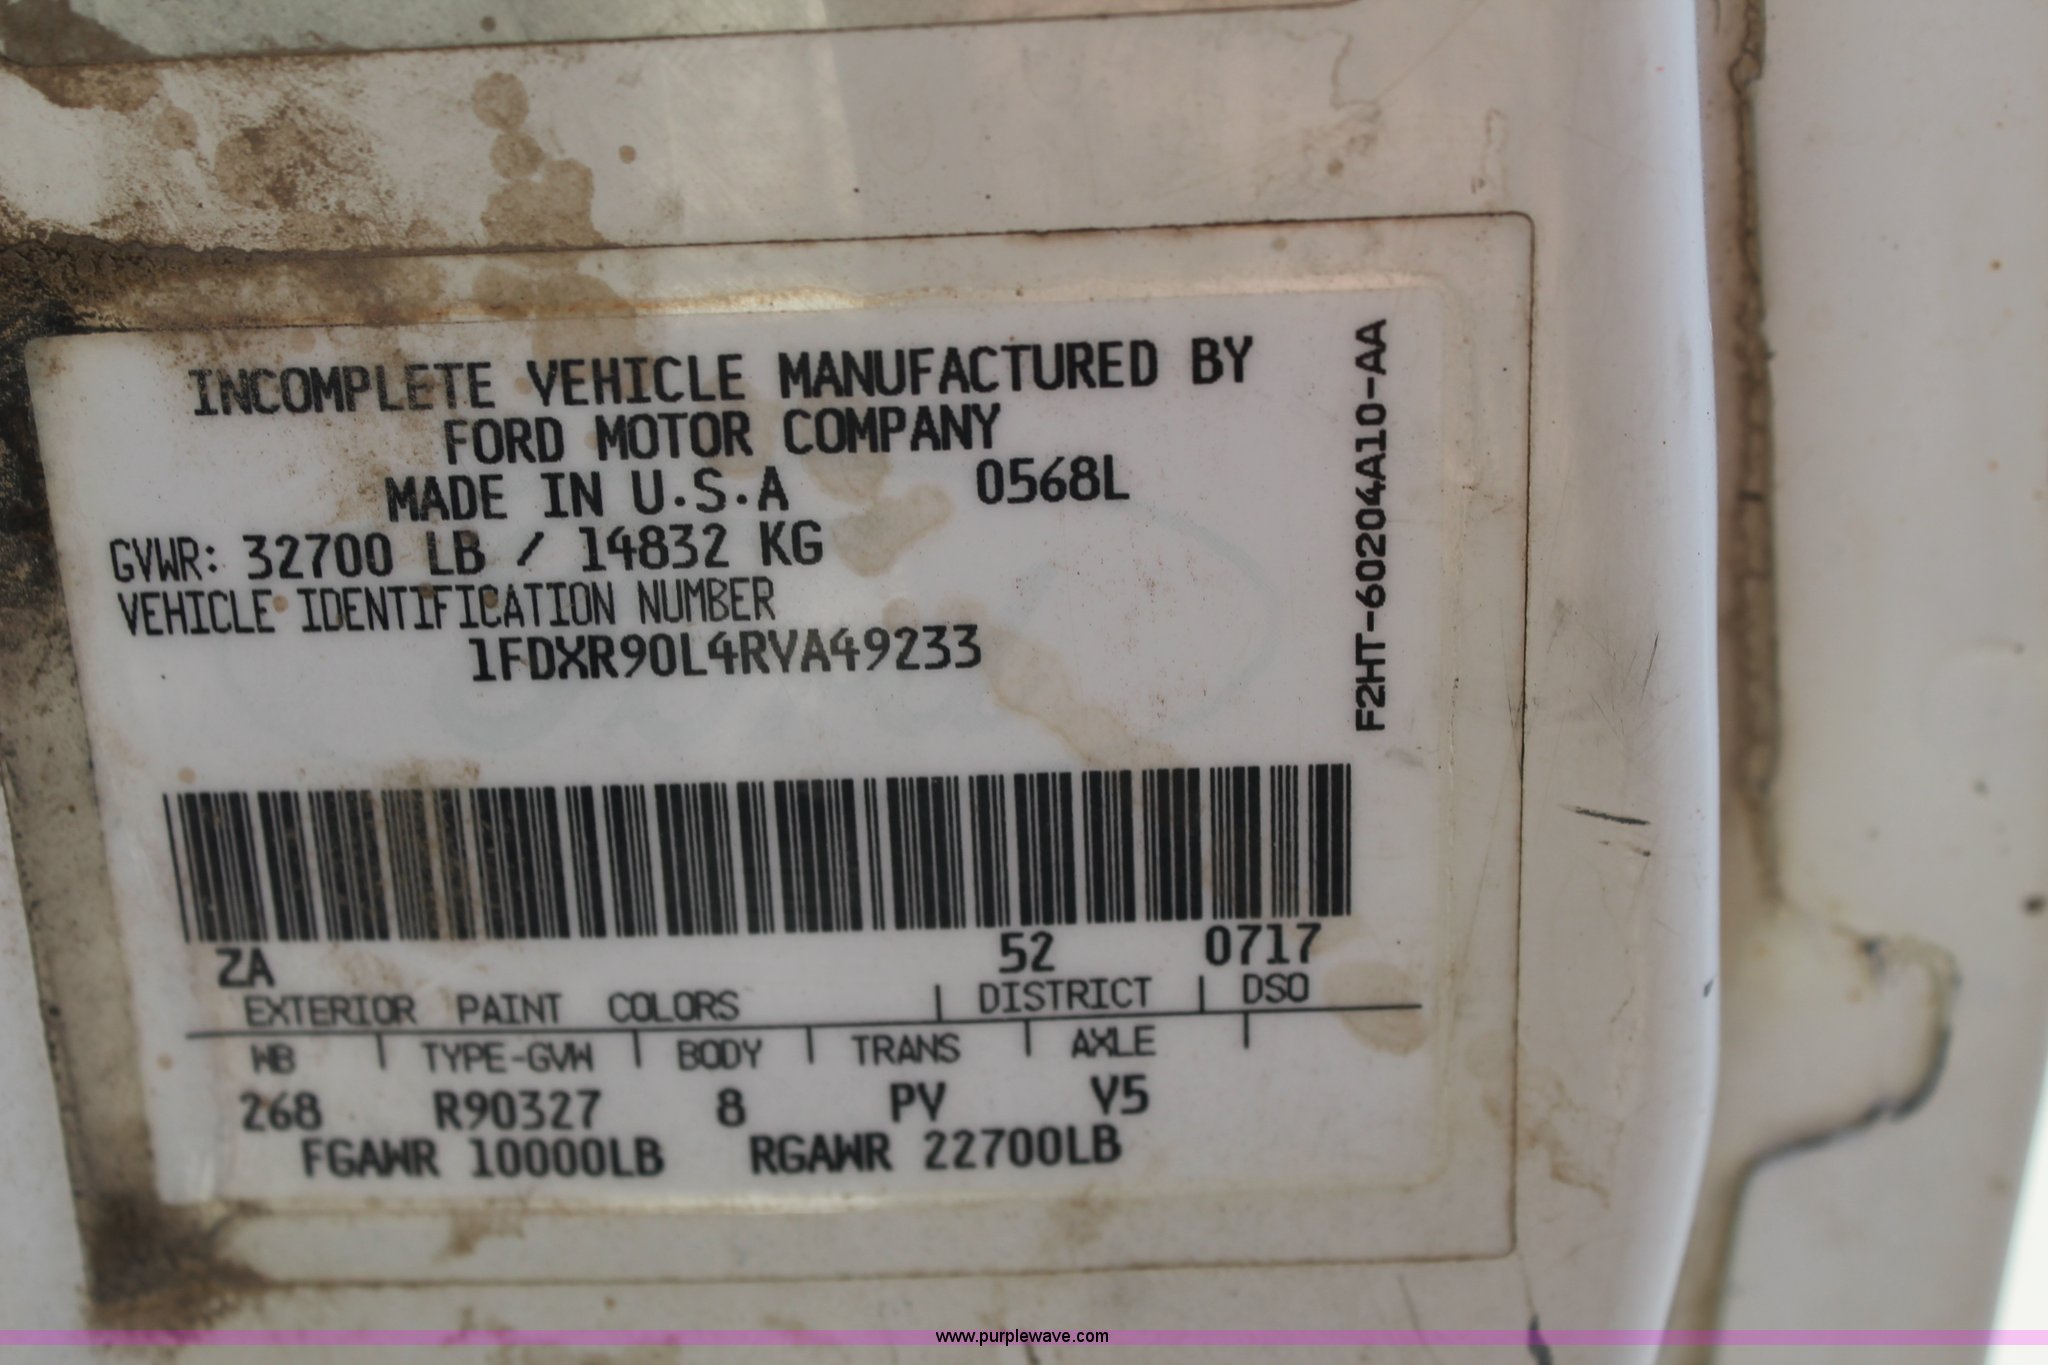 INCOMPLETE VEHICLE MANUFACTURED BY
FORD MOTOR COMPANY
MADE IN U.S.A 0568L
GVWR: 32700 LB / 14832 KG
VEHICLE IDENTIFICATION NUMBER
1FDXR90L4RVA49233
F2HT-60204A10-AA
ZA 52 0717
EXTERIOR PAINT COLORS | DISTRICT | DSO
WB | TYPE-GVW | BODY | TRANS | AXLE |
268 R90327 8 PV V5
FGAWR 10000LB RGAWR 22700LB
www.purplewave.com